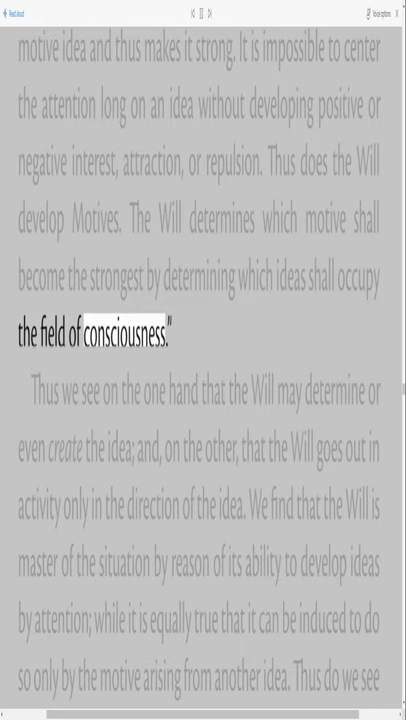 Read aloud Voice options X
motive idea and thus makes it strong. It is impossible to center
the attention long on an idea without developing positive or
negative interest, attraction, or repulsion. Thus does the Will
develop Motives. The Will determines which motive shall
become the strongest by determining which ideas shall occupy
the field of consciousness.”
Thus we see on the one hand that the Will may determine or
even create the idea; and, on the other, that the Will goes out in
activity only in the direction of the idea. We find that the Will is
master of the situation by reason of its ability to develop ideas
by attention; while it is equally true that it can be induced to do
so only by the motive arising from another idea. Thus do we see